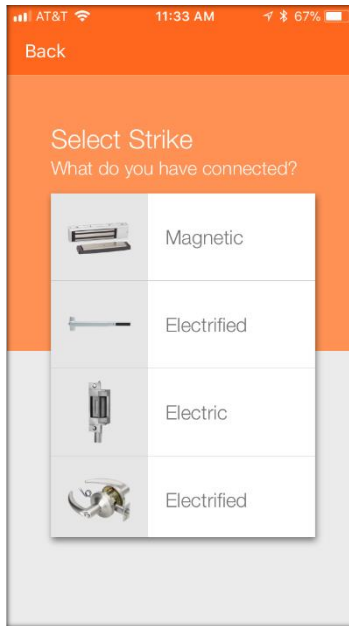 AT&T 11:33 AM 67%
Back
Select Strike
What do you have connected?
Magnetic
Electrified
Electric
Electrified